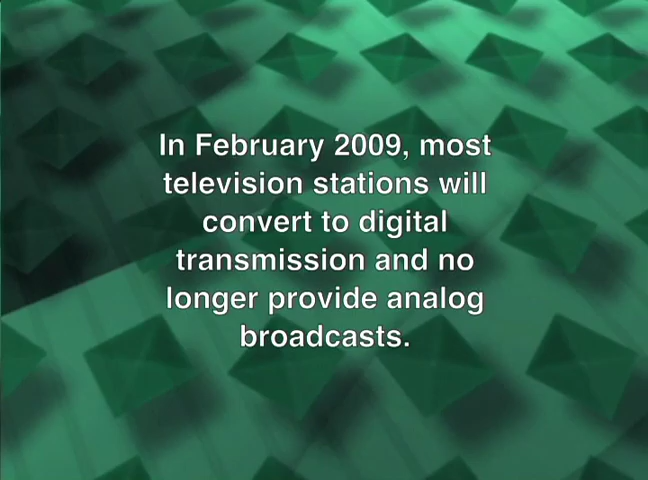 In February 2009, most
television stations will
convert to digital
transmission and no
longer provide analog
broadcasts.